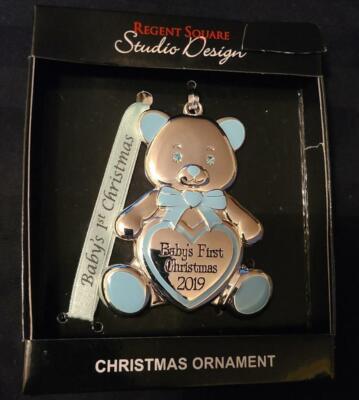 REGENT SQUARE
Studio Design
Baby's 1st Christmas
Baby's First
Christmas
2019
CHRISTMAS ORNAMENT